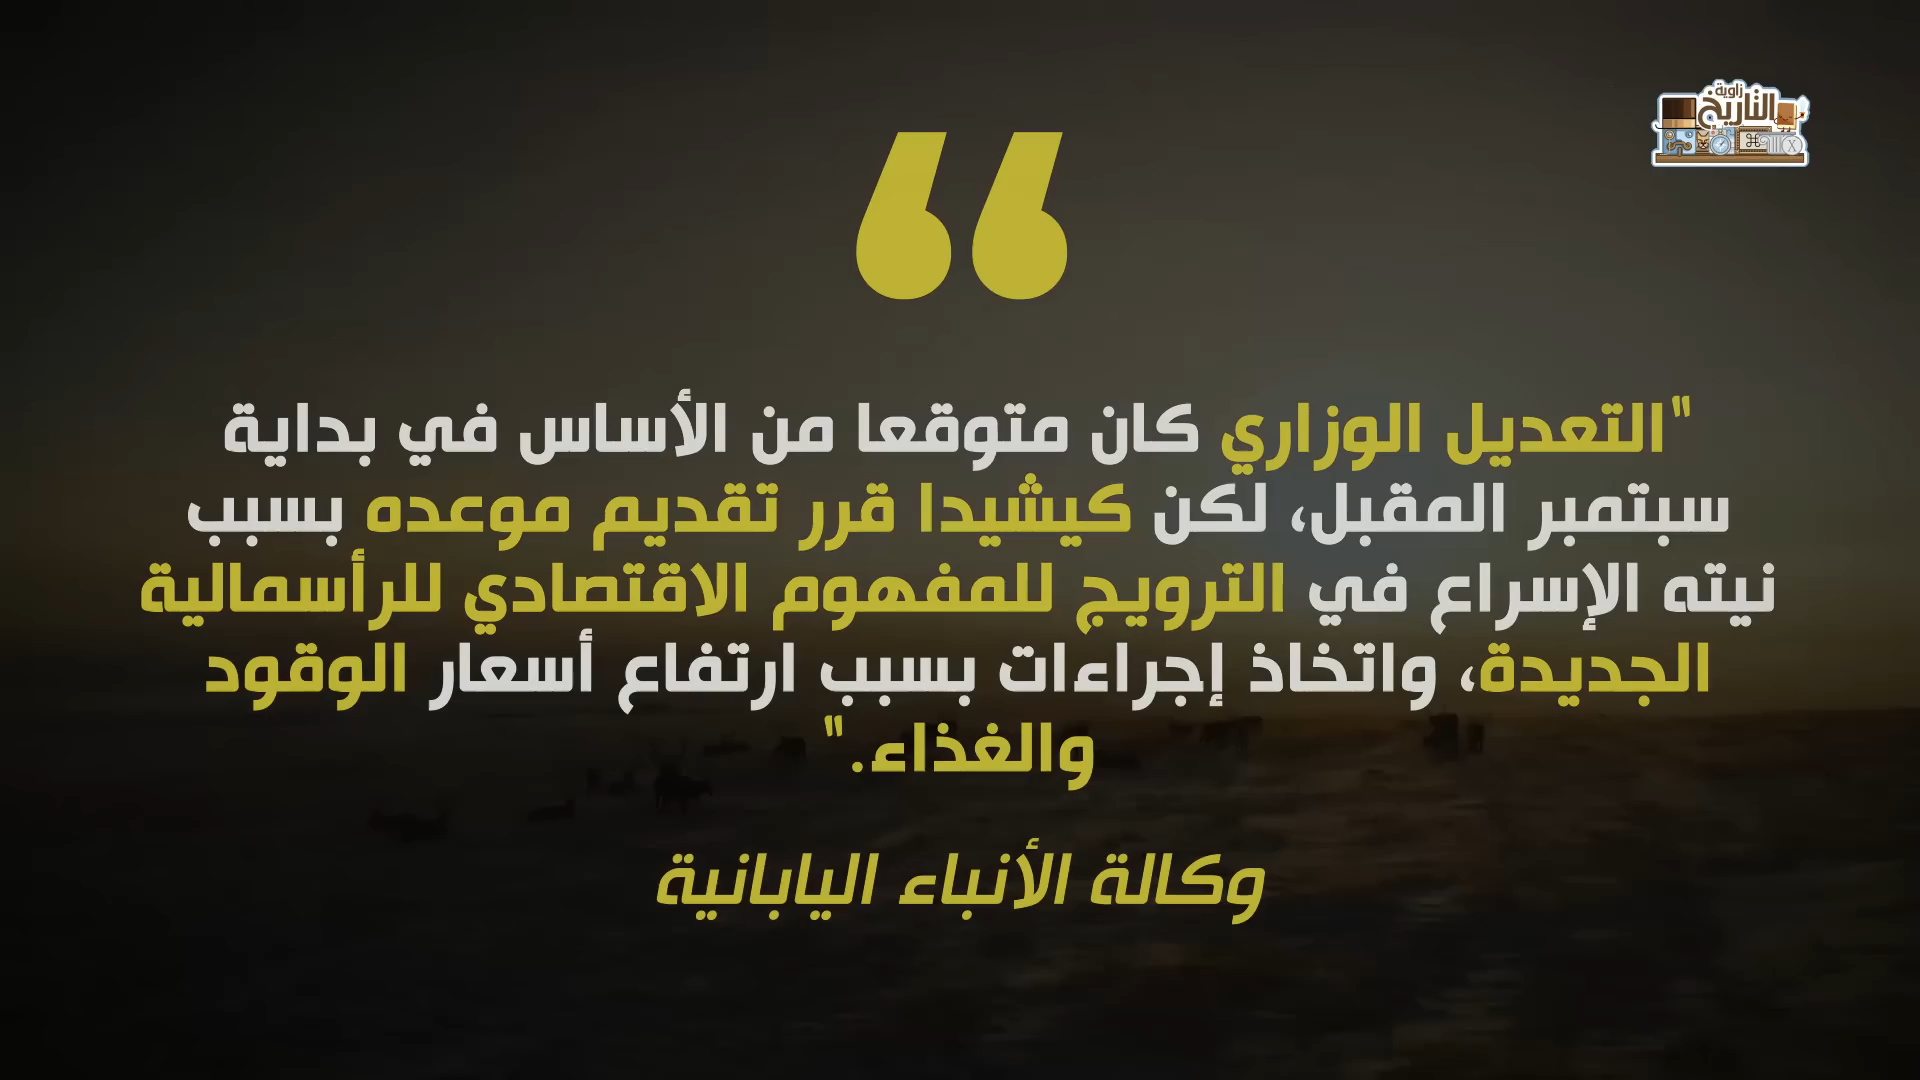 زاوية
التاريخ
"التعديل الوزاري كان متوقعا من الأساس في بداية
سبتمبر المقبل، لكن كيشيدا قرر تقديم موعده بسبب
نيته الإسراع في الترويج للمفهوم الاقتصادي للرأسمالية
الجديدة، واتخاذ إجراءات بسبب ارتفاع أسعار الوقود
والغذاء."
وكالة الأنباء اليابانية